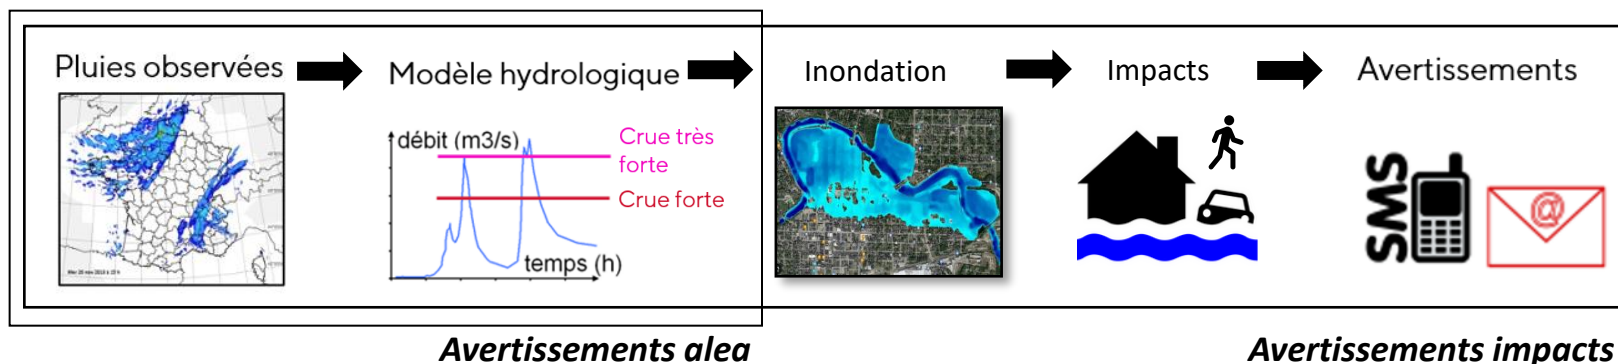 Pluies observées
Modèle hydrologique
Inondation
Impacts
Avertissements
débit (m3/s)
Crue très
forte
Crue forte
temps (h)
SMS
@
Avertissements alea
Avertissements impacts